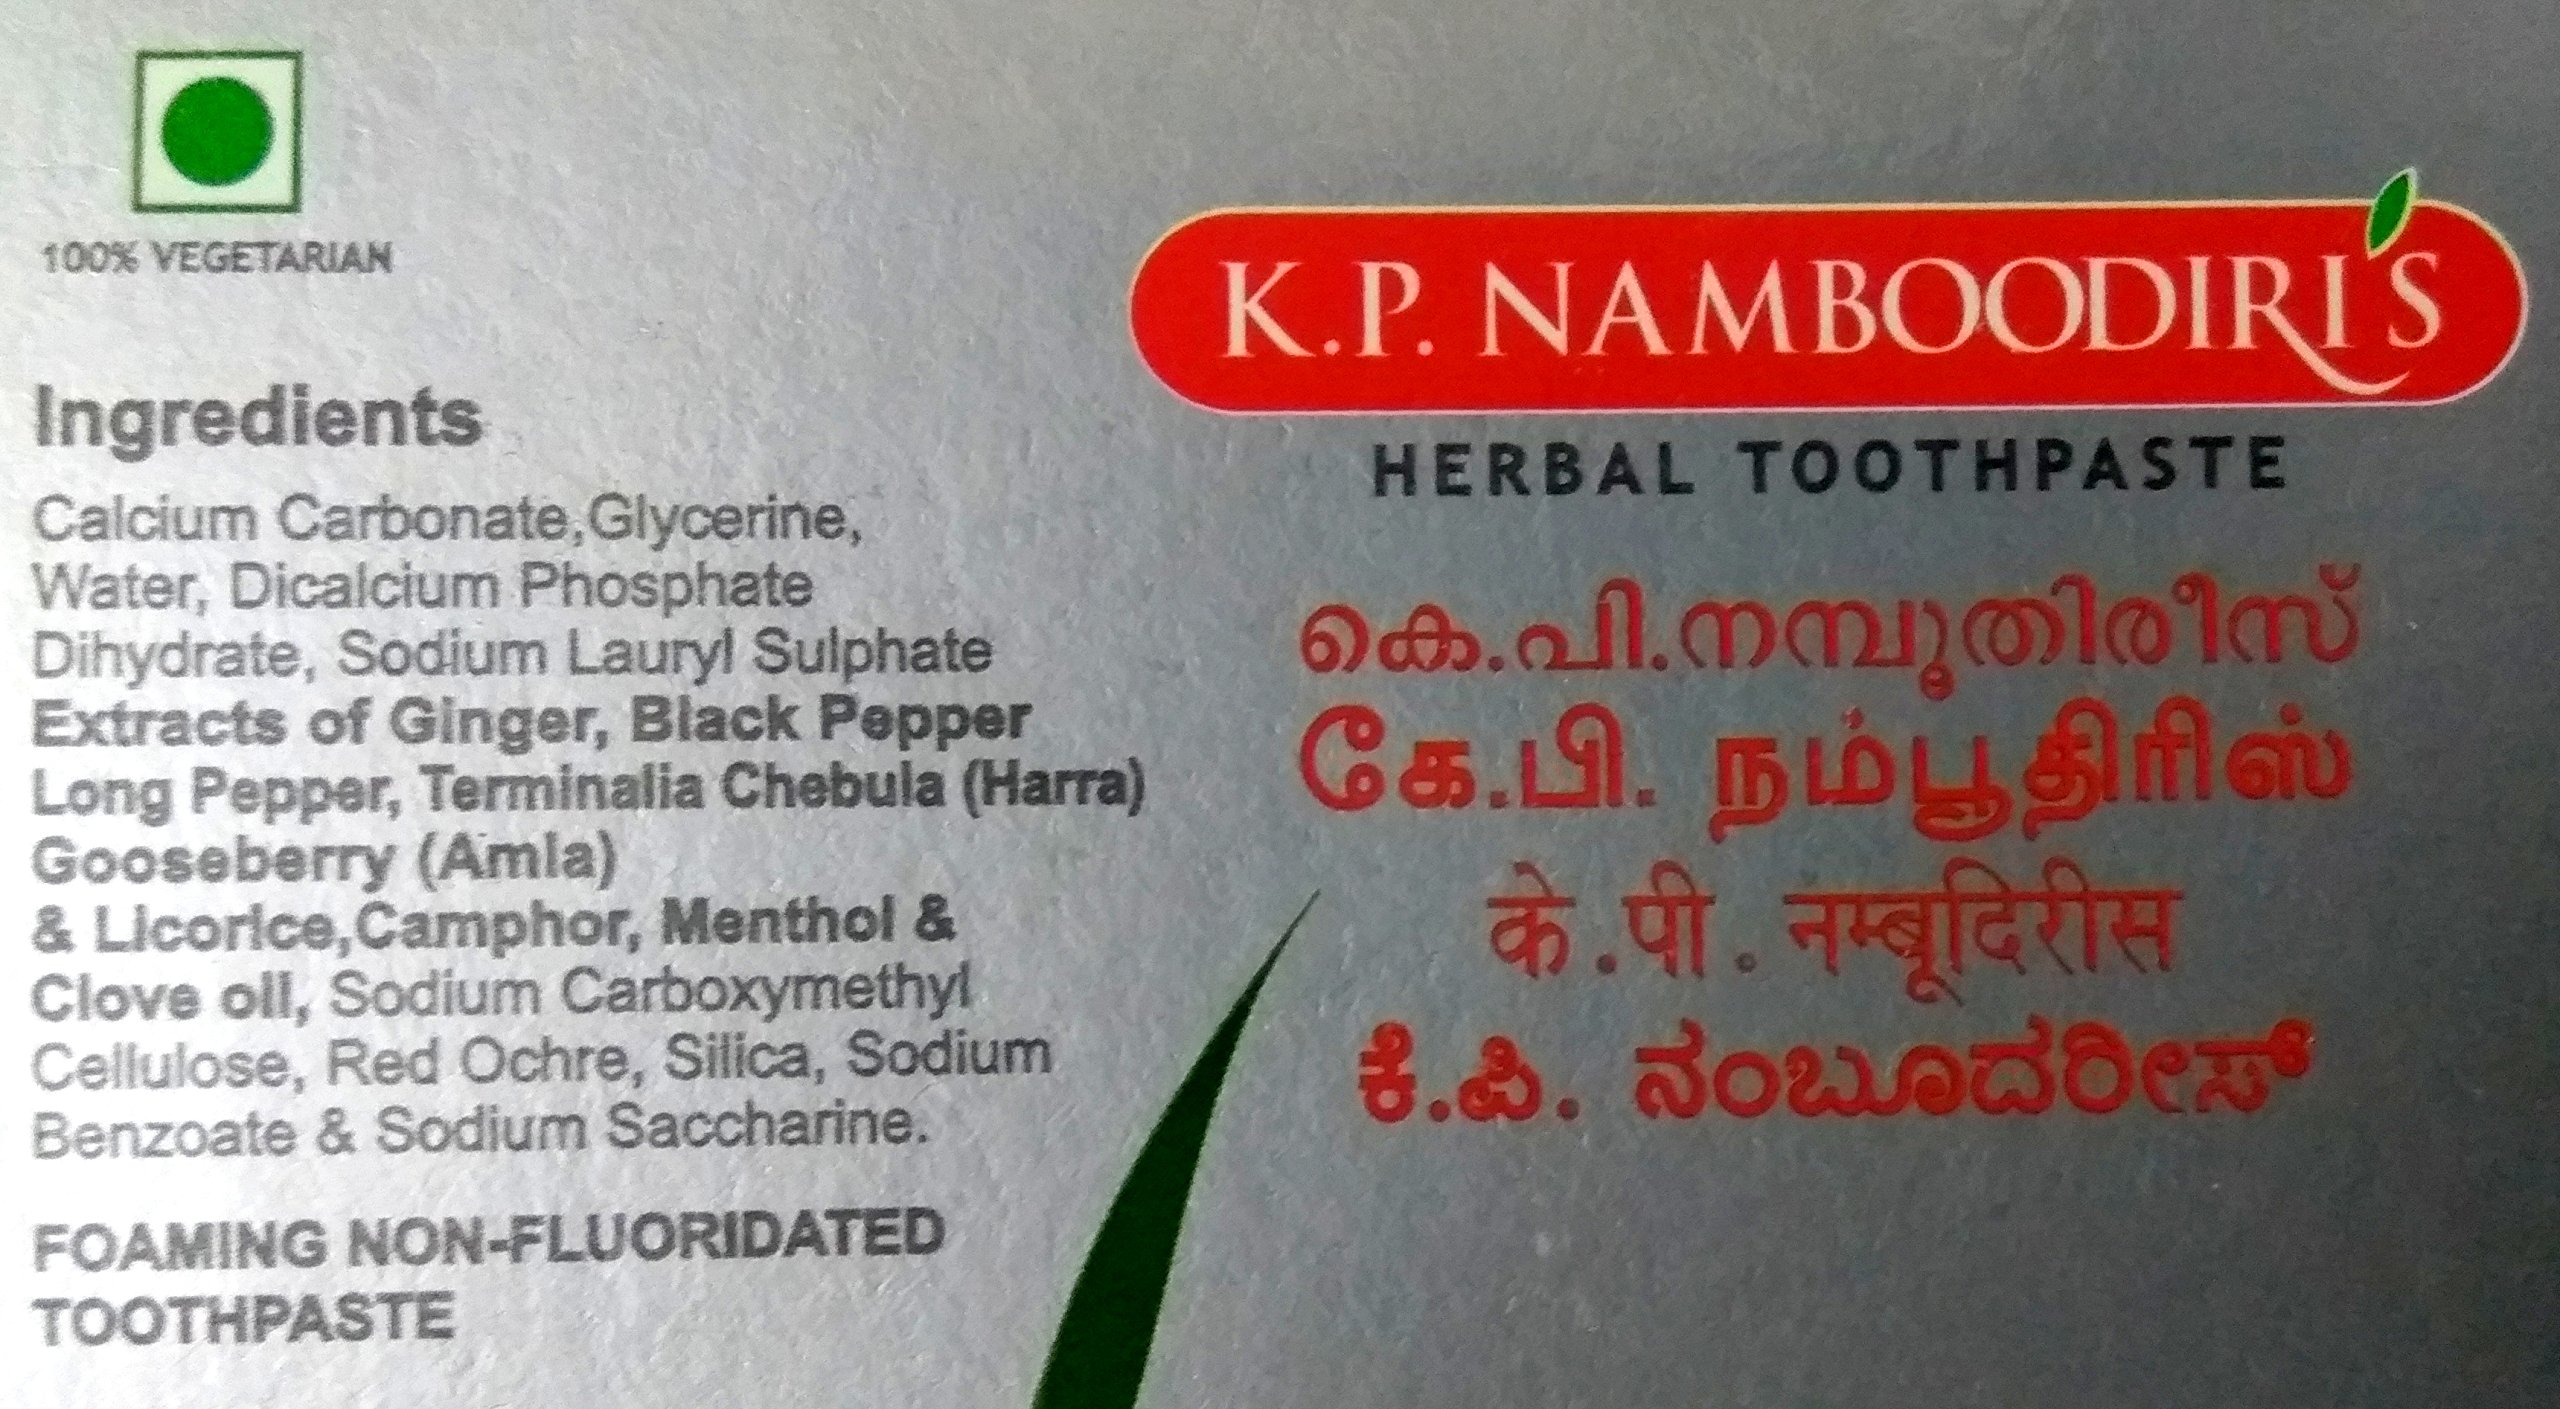 100% VEGETARIAN
Ingredients
Calcium Carbonate,Glycerine,
Water, Dicalcium Phosphate
Dihydrate, Sodium Lauryl Sulphate
Extracts of Ginger, Black Pepper
Long Pepper, Terminalia Chebula (Harra)
Gooseberry (Amla)
& Licorice,Camphor, Menthol &
Clove oil, Sodium Carboxymethyl
Cellulose, Red Ochre, Silica, Sodium
Benzoate & Sodium Saccharine.
FOAMING NON-FLUORIDATED
TOOTHPASTE
K.P. NAMBOODIRI'S
HERBAL TOOTHPASTE
കെ.പി.നമ്പൂതിരീസ്
கே.பி. நம்பூதிரிஸ்
के.पी. नम्बूदिरीस
ಕೆ.ಪಿ. ನಂಬೂದರೀಸ್